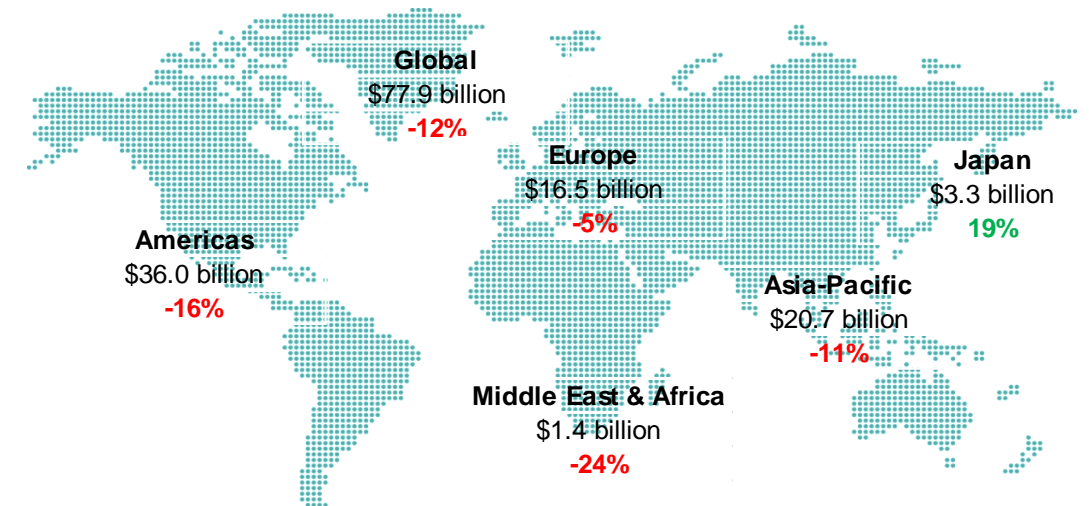 Global
$77.9 billion
-12%
Europe
$16.5 billion
-5%
Japan
$3.3 billion
19%
Americas
$36.0 billion
-16%
Asia-Pacific
$20.7 billion
-11%
Middle East & Africa
$1.4 billion
-24%